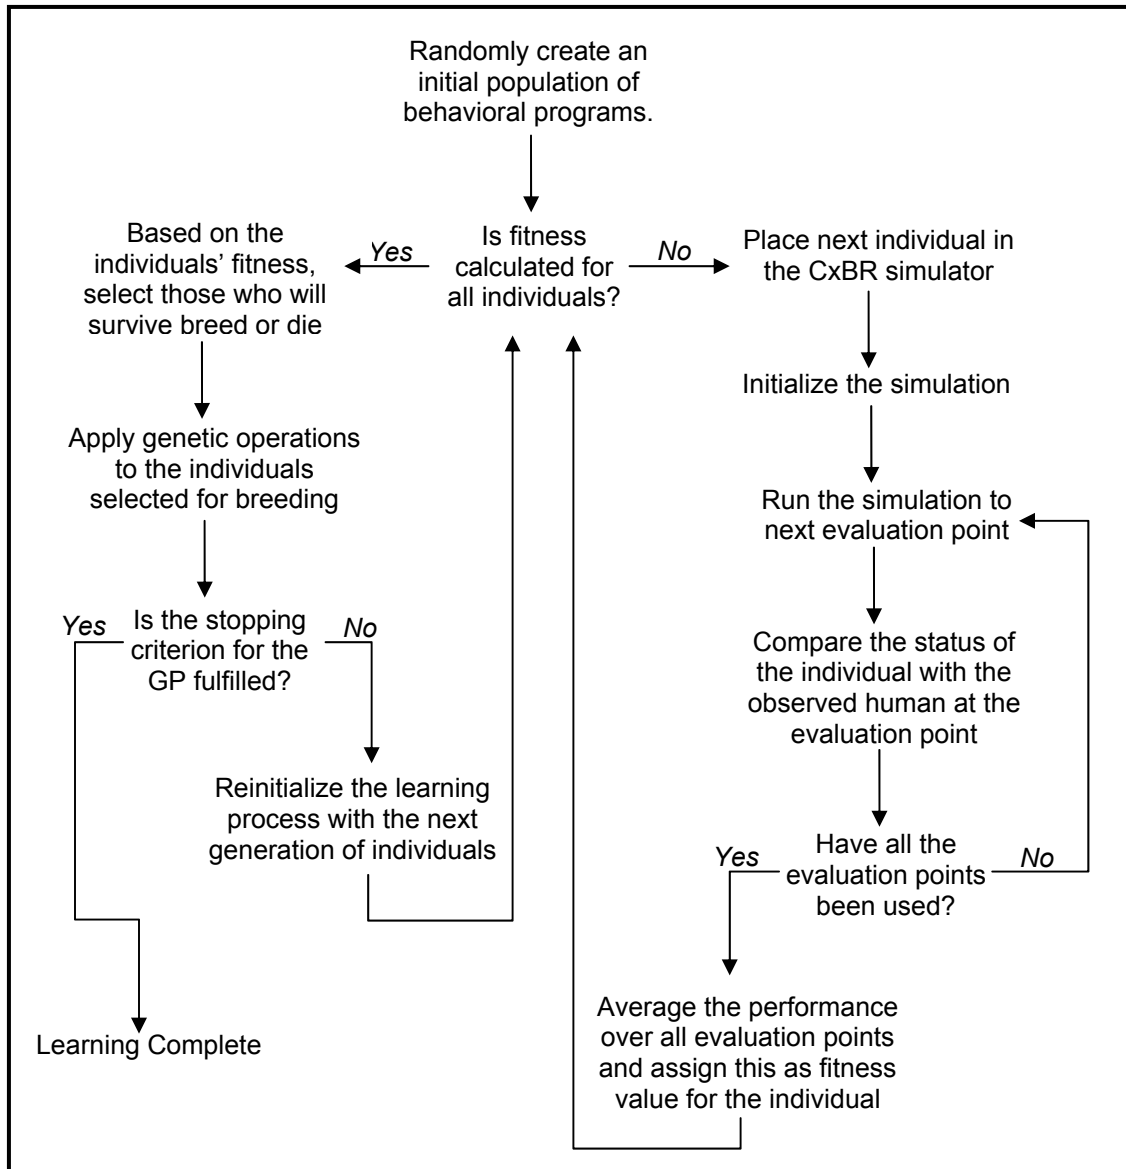 Randomly create an
initial population of
behavioral programs.
Is fitness
calculated for
all individuals?
Yes
No
Based on the
individuals’ fitness,
select those who will
survive breed or die
Apply genetic operations
to the individuals
selected for breeding
Is the stopping
criterion for the
GP fulfilled?
Yes
No
Reinitialize the learning
process with the next
generation of individuals
Learning Complete
Place next individual in
the CxBR simulator
Initialize the simulation
Run the simulation to
next evaluation point
Compare the status of
the individual with the
observed human at the
evaluation point
Have all the
evaluation points
been used?
Yes
No
Average the performance
over all evaluation points
and assign this as fitness
value for the individual